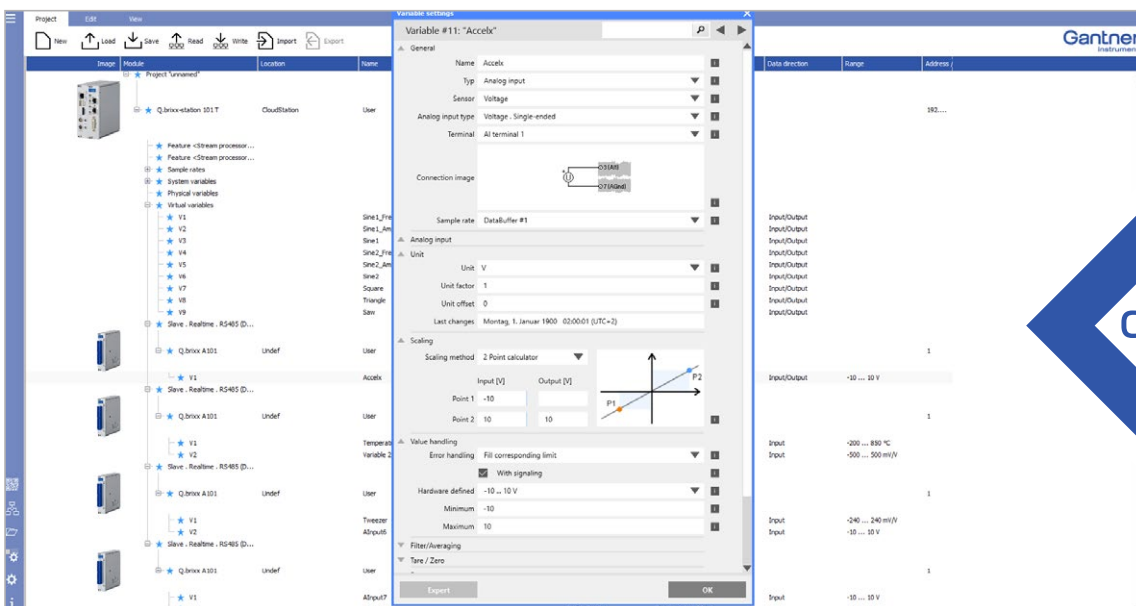 Project Edit View
New Load Save Read Write Import Export
Gantner
instruments
Image Module Location Name Data direction Range Address
Project "unnamed"
Q.brixx-station 101 T CloudStation User 192....
Feature <Stream processor...
Feature <Stream processor...
Sample rates
System variables
Physical variables
Virtual variables
V1 Sine1_Fre Input/Output
V2 Sine1_Am Input/Output
V3 Sine1 Input/Output
V4 Sine2_Fre Input/Output
V5 Sine2_Am Input/Output
V6 Sine2 Input/Output
V7 Square Input/Output
V8 Triangle Input/Output
V9 Saw Input/Output
Slave . Realtime . RS485 (D...
Q.brixx A101 Undef User 1
V1 Accelx Input/Output -10 ... 10 V
Slave . Realtime . RS485 (D...
Q.brixx A101 Undef User 1
V1 Temperat Input -200 ... 850 °C
V2 Variable 2 Input -500 ... 500 mV/V
Slave . Realtime . RS485 (D...
Q.brixx A101 Undef User 1
V1 Tweezer Input -240 ... 240 mV/V
V2 AInput6 Input -10 ... 10 V
Slave . Realtime . RS485 (D...
Q.brixx A101 Undef User 1
V1 AInput7 Input -10 ... 10 V
Variable settings X
Variable #11: "Accelx"
General
Name Accelx
Typ Analog input
Sensor Voltage
Analog input type Voltage . Single-ended
Terminal AI terminal 1
Connection image
Sample rate DataBuffer #1
Analog input
Unit
Unit V
Unit factor 1
Unit offset 0
Last changes Montag, 1. Januar 1900 02:00:01 (UTC+2)
Scaling
Scaling method 2 Point calculator
Input [V] Output [V]
Point 1 -10
Point 2 10 10
P2
P1
Value handling
Error handling Fill corresponding limit
With signaling
Hardware defined -10 ... 10 V
Minimum -10
Maximum 10
Filter/Averaging
Tare / Zero
Expert OK